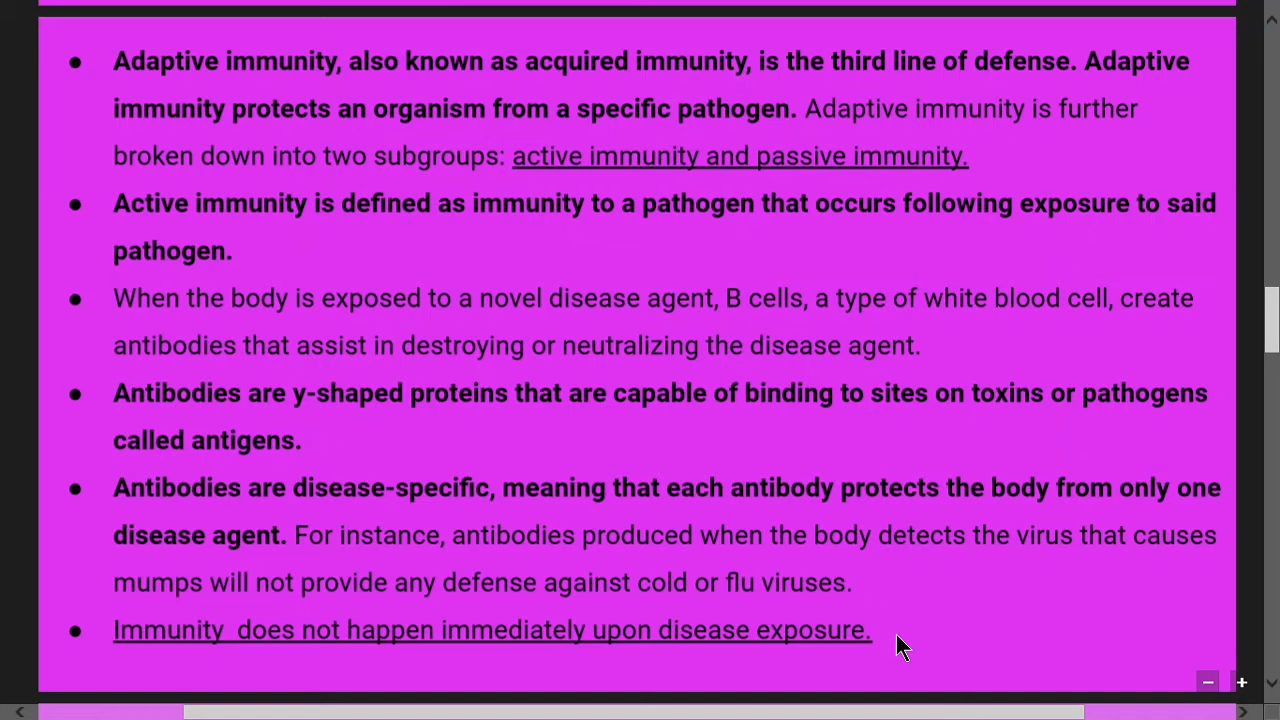 ● Adaptive immunity, also known as acquired immunity, is the third line of defense. Adaptive
immunity protects an organism from a specific pathogen. Adaptive immunity is further
broken down into two subgroups: active immunity and passive immunity.
● Active immunity is defined as immunity to a pathogen that occurs following exposure to said
pathogen.
● When the body is exposed to a novel disease agent, B cells, a type of white blood cell, create
antibodies that assist in destroying or neutralizing the disease agent.
● Antibodies are y-shaped proteins that are capable of binding to sites on toxins or pathogens
called antigens.
● Antibodies are disease-specific, meaning that each antibody protects the body from only one
disease agent. For instance, antibodies produced when the body detects the virus that causes
mumps will not provide any defense against cold or flu viruses.
● Immunity  does not happen immediately upon disease exposure.